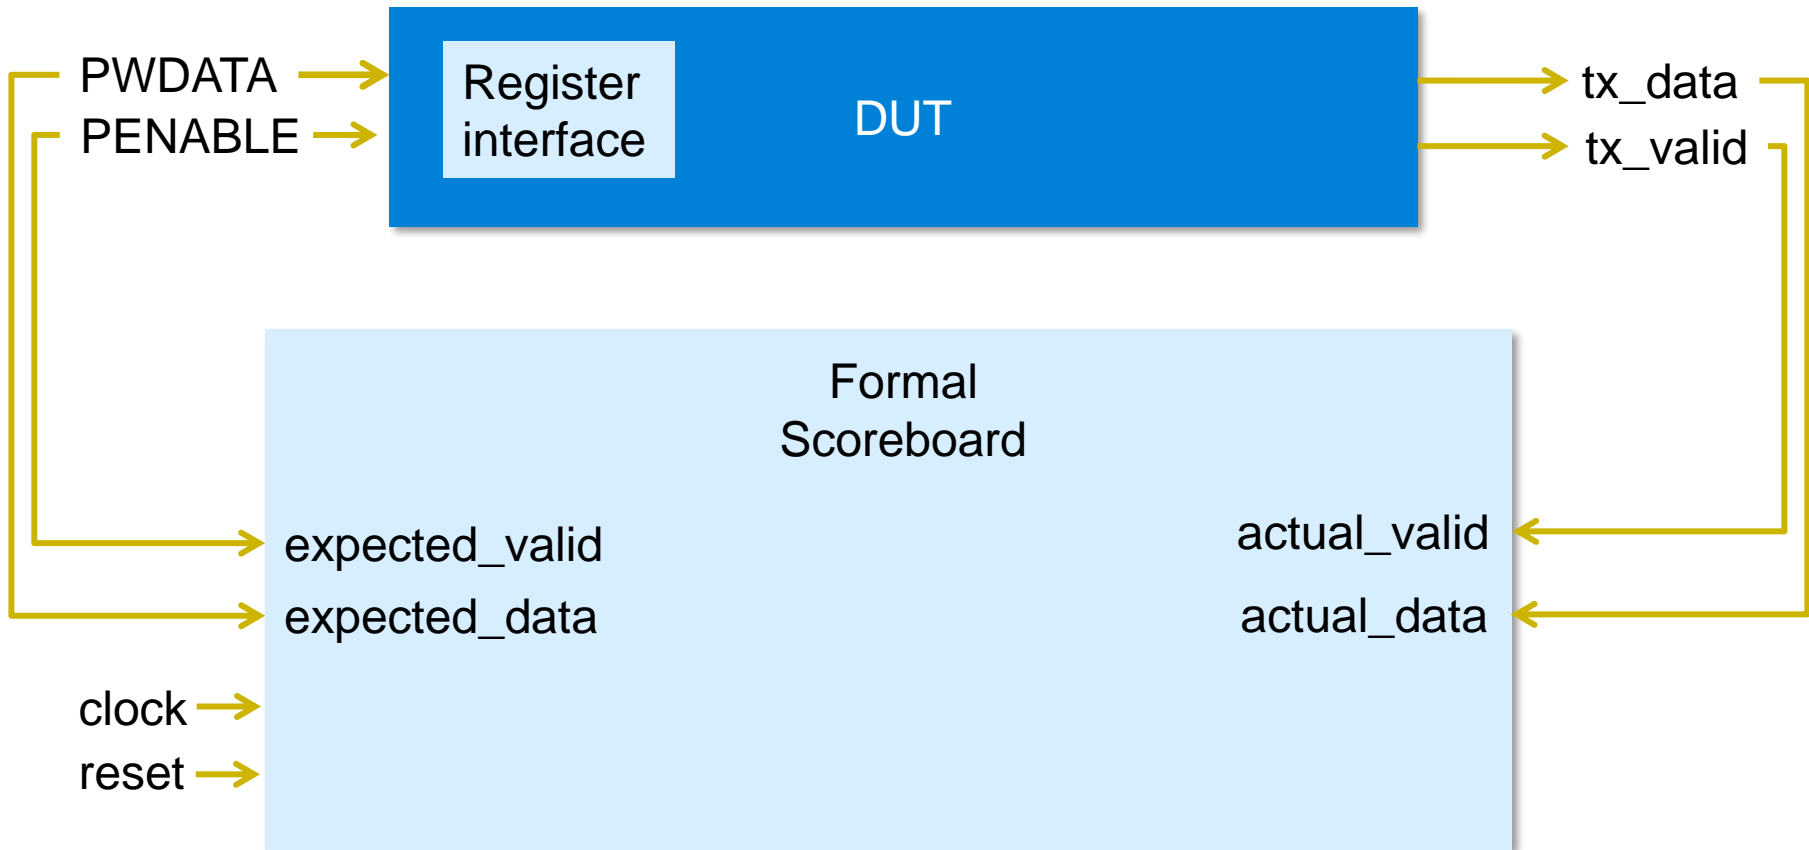 PWDATA
PENABLE
Register
interface
DUT
tx_data
tx_valid
Formal
Scoreboard
expected_valid
expected_data
actual_valid
actual_data
clock
reset